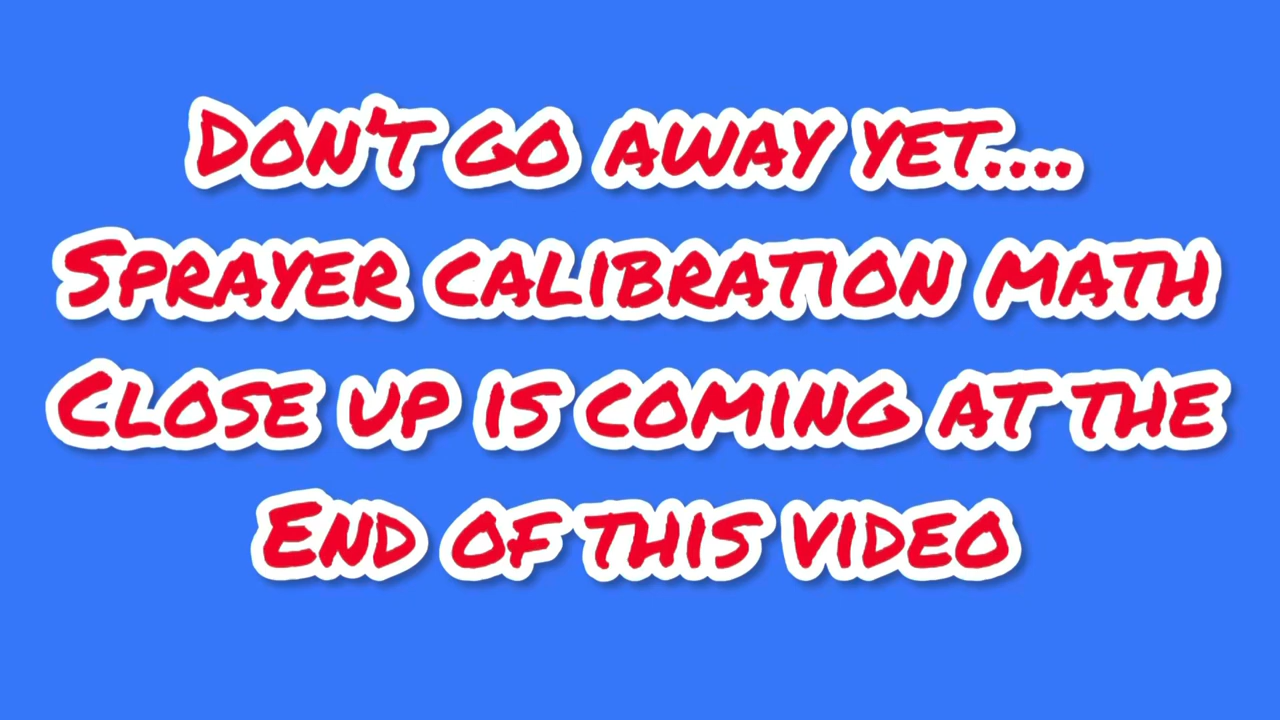 Don't go away yet....
Sprayer calibration math
Close up is coming at the
End of this video